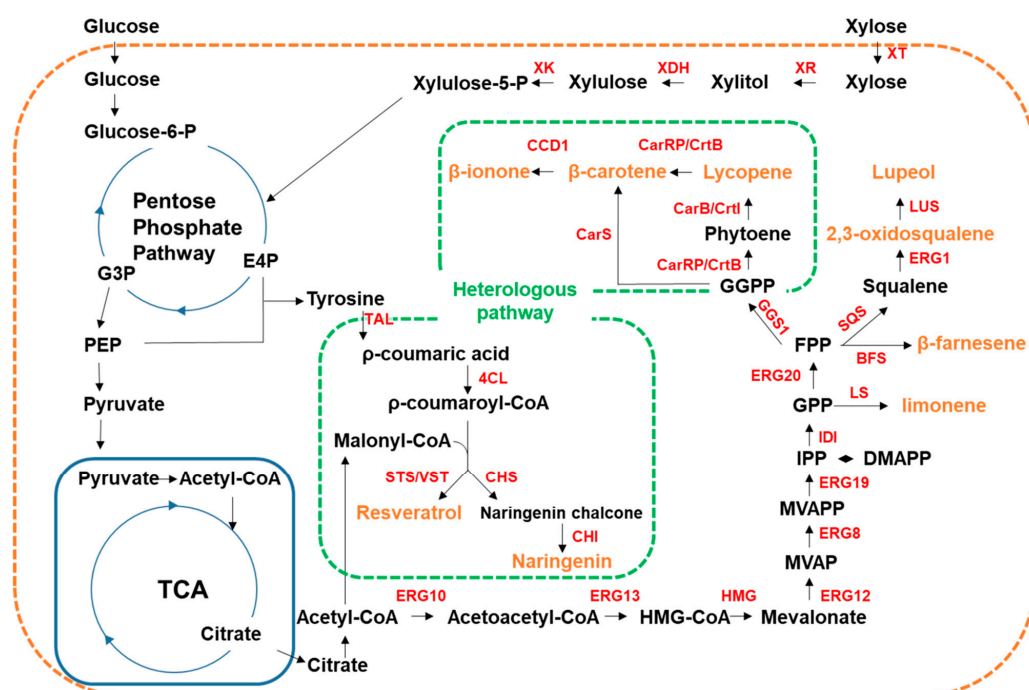 Glucose
Xylose
XT
Glucose
Xylulose-5-P
XK
Xylulose
XDH
Xylitol
XR
Xylose
Glucose-6-P
CCD1
CarRP/CrtB
β-ionone
β-carotene
Lycopene
Lupeol
Pentose
Phosphate
Pathway
CarB/CrtI
LUS
CarS
Phytoene
2,3-oxidosqualene
G3P
E4P
CarRP/CrtB
ERG1
Tyrosine
Heterologous
pathway
GGPP
Squalene
TAL
GGS1
SQS
PEP
ρ-coumaric acid
FPP
β-farnesene
BFS
4CL
ERG20
Pyruvate
ρ-coumaroyl-CoA
GPP
LS
limonene
Malonyl-CoA
IDI
IPP
DMAPP
Pyruvate
Acetyl-CoA
STS/VST
CHS
ERG19
Resveratrol
Naringenin chalcone
MVAPP
CHI
ERG8
Naringenin
MVAP
TCA
ERG10
ERG13
HMG
ERG12
Acetyl-CoA
Acetoacetyl-CoA
HMG-CoA
Mevalonate
Citrate
Citrate